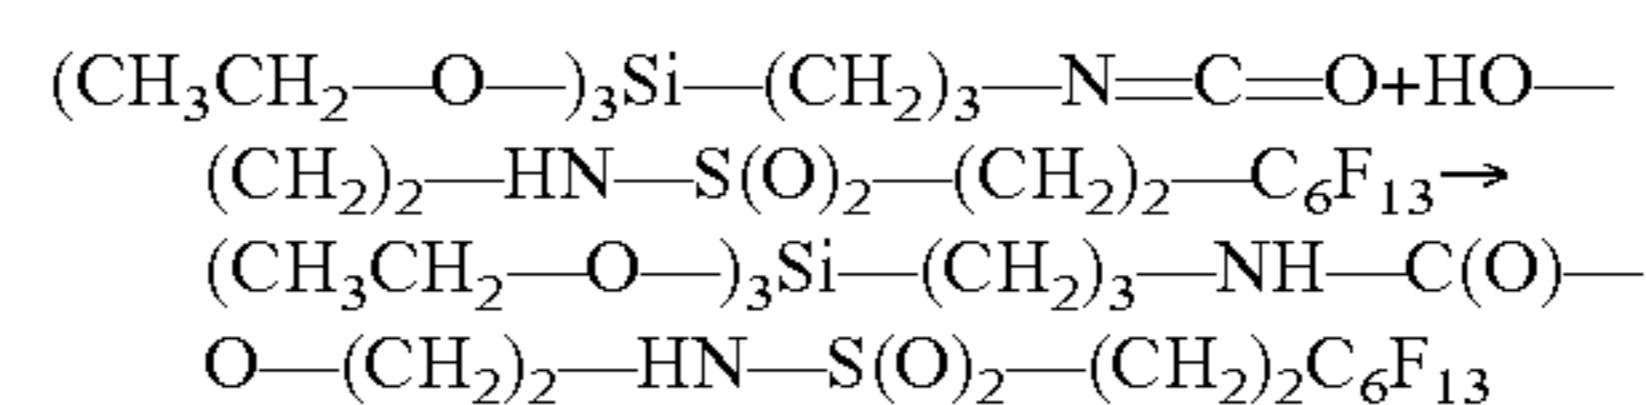 (CH₃CH₂—O—)₃Si—(CH₂)₃—N=C=O+HO—
(CH₂)₂—HN—S(O)₂—(CH₂)₂—C₆F₁₃→
(CH₃CH₂—O—)₃Si—(CH₂)₃—NH—C(O)—
O—(CH₂)₂—HN—S(O)₂—(CH₂)₂C₆F₁₃